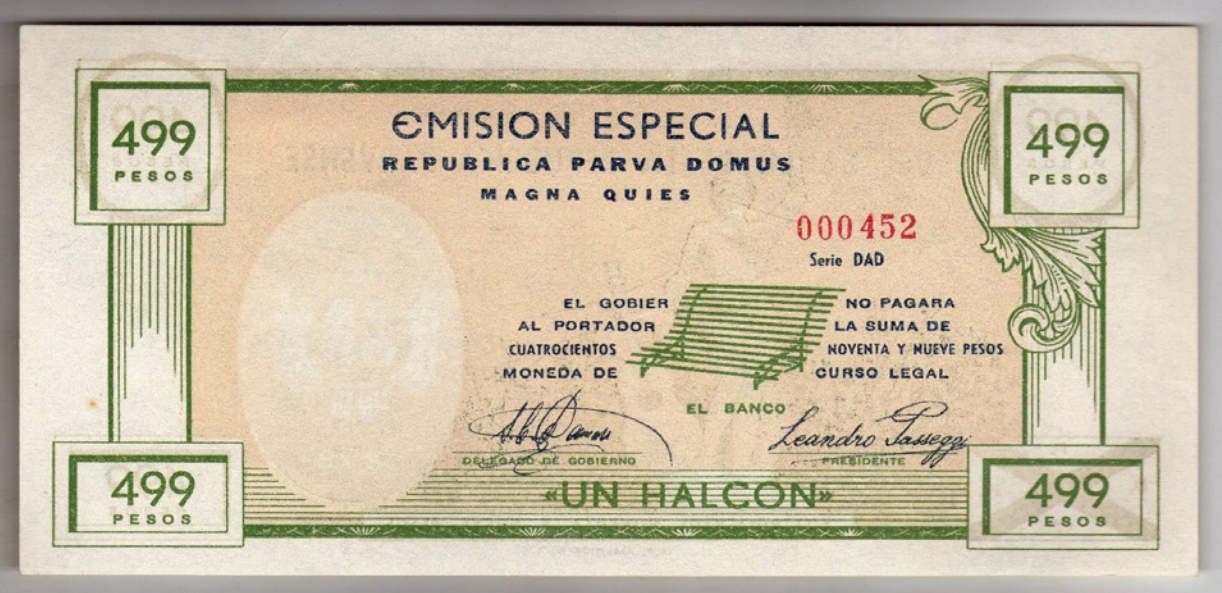 499
PESOS
499
PESOS
EMISION ESPECIAL
REPUBLICA PARVA DOMUS
MAGNA QUIES
000452
Serie DAD
EL GOBIER NO PAGARA
AL PORTADOR LA SUMA DE
CUATROCIENTOS NOVENTA Y NUEVE PESOS
MONEDA DE CURSO LEGAL
EL BANCO
Leandro Passeggi
DELEGADO DE GOBIERNO
PRESIDENTE
499
PESOS
«UN HALCON»
499
PESOS